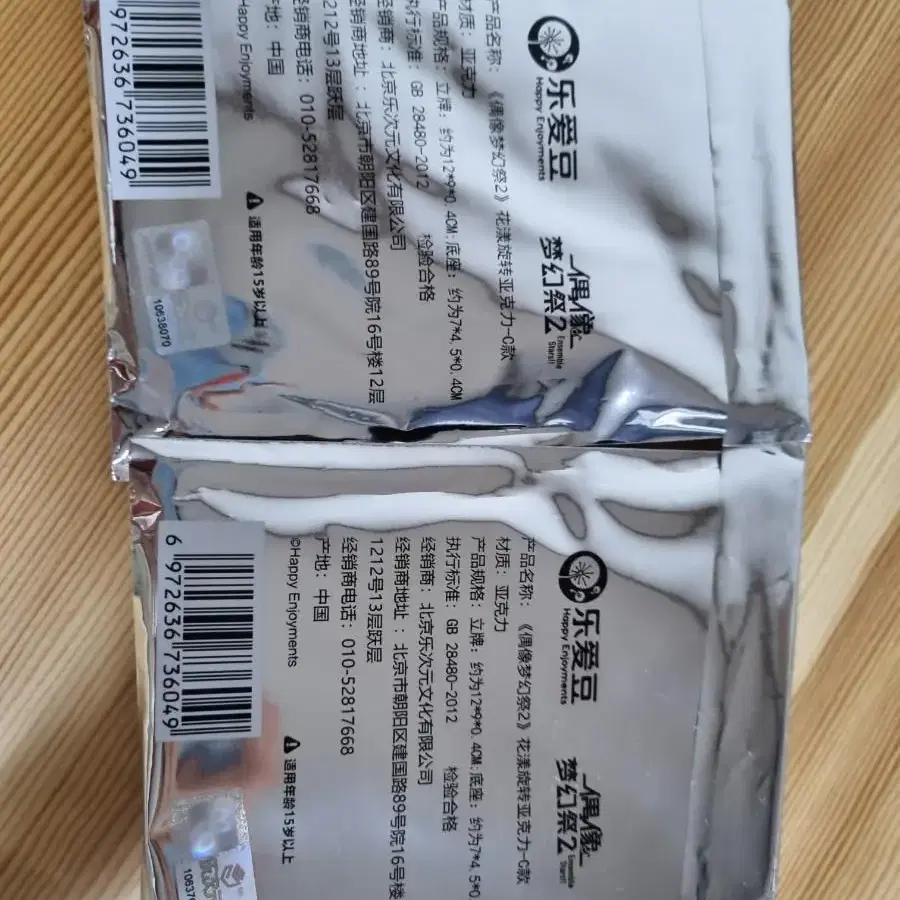 乐爱豆
Happy Enjoyments
偶像
梦幻祭2
Ensemble
Stars!!
产品名称：《偶像梦幻祭2》花漾旋转亚克力-C款
材质：亚克力
产品规格：立牌：约为12*9*0.4CM;底座：约为7*4.5*0.4CM
执行标准：GB 28480-2012 检验合格
经销商：北京乐次元文化有限公司
经销商地址：北京市朝阳区建国路89号院16号楼12层
1212号13层跃层
经销商电话：010-52817668
产地：中国
Happy Enjoyments
适用年龄15岁以上
972636 736049
10638070
乐爱豆
Happy Enjoyments
偶像
梦幻祭2
Ensemble
Stars!!
产品名称：《偶像梦幻祭2》花漾旋转亚克力-C款
材质：亚克力
产品规格：立牌：约为12*9*0.4CM;底座：约为7*4.5*0
执行标准：GB 28480-2012 检验合格
经销商：北京乐次元文化有限公司
经销商地址：北京市朝阳区建国路89号院16号楼
1212号13层跃层
经销商电话：010-52817668
产地：中国
©Happy Enjoyments
适用年龄15岁以上
6 972636 736049